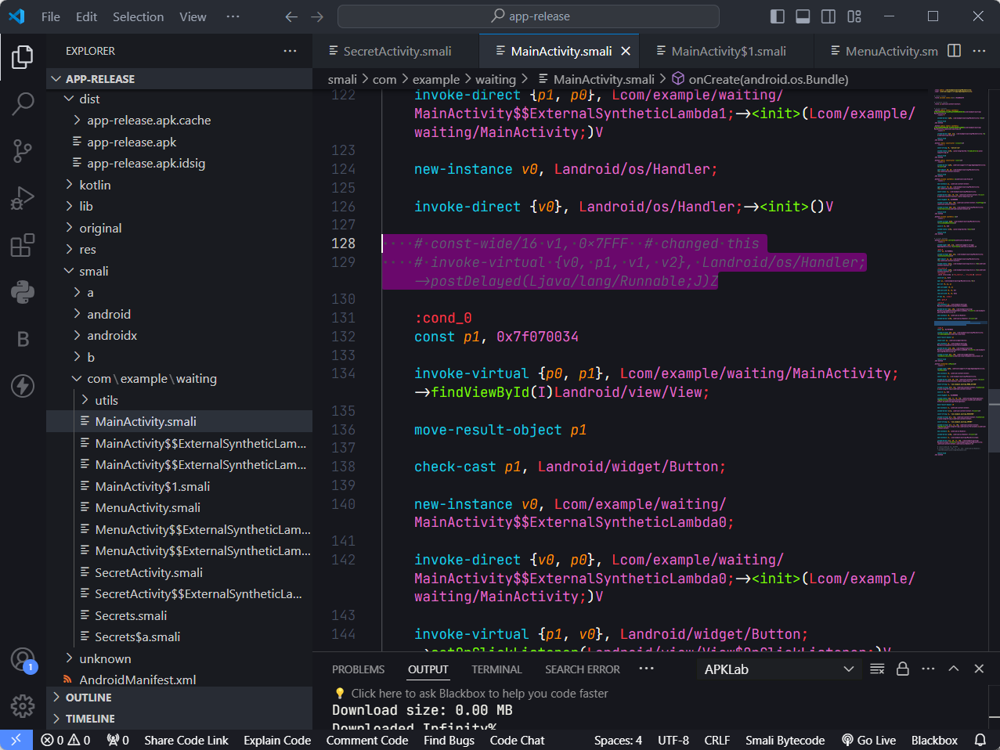 File Edit Selection View ··· app-release
EXPLORER ···
APP-RELEASE
dist
app-release.apk.cache
app-release.apk
app-release.apk.idsig
kotlin
lib
original
res
smali
a
android
androidx
b
com\example\waiting
utils
MainActivity.smali
MainActivity$$ExternalSyntheticLam...
MainActivity$$ExternalSyntheticLam...
MainActivity$1.smali
MenuActivity.smali
MenuActivity$$ExternalSyntheticLam...
MenuActivity$$ExternalSyntheticLam...
SecretActivity.smali
SecretActivity$$ExternalSyntheticLa...
Secrets.smali
Secrets$a.smali
unknown
AndroidManifest.xml
OUTLINE
TIMELINE
SecretActivity.smali MainActivity.smali MainActivity$1.smali MenuActivity.sm ···
smali > com > example > waiting > MainActivity.smali > onCreate(android.os.Bundle)
122 invoke-direct {p1, p0}, Lcom/example/waiting/
MainActivity$$ExternalSyntheticLambda1;-><init>(Lcom/example/
waiting/MainActivity;)V
123
124 new-instance v0, Landroid/os/Handler;
125
126 invoke-direct {v0}, Landroid/os/Handler;-><init>()V
127
128 # const-wide/16 v1, 0×7FFF # changed this
129 # invoke-virtual {v0, p1, v1, v2}, Landroid/os/Handler;
->postDelayed(Ljava/lang/Runnable;J)Z
130
131 :cond_0
132 const p1, 0x7f070034
133
134 invoke-virtual {p0, p1}, Lcom/example/waiting/MainActivity;
->findViewById(I)Landroid/view/View;
135
136 move-result-object p1
137
138 check-cast p1, Landroid/widget/Button;
139
140 new-instance v0, Lcom/example/waiting/
MainActivity$$ExternalSyntheticLambda0;
141
142 invoke-direct {v0, p0}, Lcom/example/waiting/
MainActivity$$ExternalSyntheticLambda0;-><init>(Lcom/example/
waiting/MainActivity;)V
143
144 invoke-virtual {p1, v0}, Landroid/widget/Button;
->setOnClickListener(Landroid/view/View$OnClickListener;)V
PROBLEMS OUTPUT TERMINAL SEARCH ERROR ··· APKLab
Click here to ask Blackbox to help you code faster
Download size: 0.00 MB
Downloaded Infinity%
1
0 0 0 Share Code Link Explain Code Comment Code Find Bugs Code Chat Spaces: 4 UTF-8 CRLF Smali Bytecode Go Live Blackbox